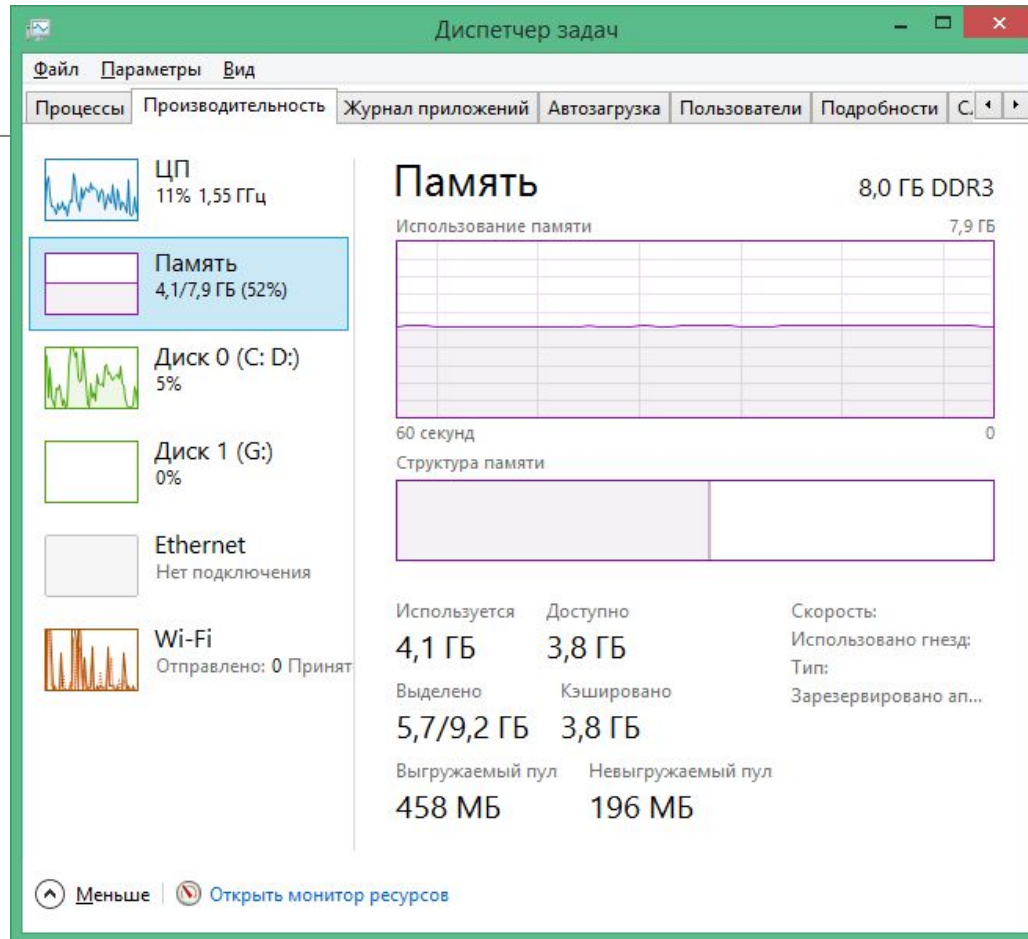 Диспетчер задач
Файл Параметры Вид
Процессы Производительность Журнал приложений Автозагрузка Пользователи Подробности С.
ЦП
11% 1,55 ГГц
Память
4,1/7,9 ГБ (52%)
Диск 0 (C: D:)
5%
Диск 1 (G:)
0%
Ethernet
Нет подключения
Wi-Fi
Отправлено: 0 Принят
Память 8,0 ГБ DDR3
Использование памяти 7,9 ГБ
60 секунд 0
Структура памяти
Используется Доступно
4,1 ГБ 3,8 ГБ
Выделено Кэшировано
5,7/9,2 ГБ 3,8 ГБ
Выгружаемый пул Невыгружаемый пул
458 МБ 196 МБ
Скорость:
Использовано гнезд:
Тип:
Зарезервировано ап...
Меньше Открыть монитор ресурсов